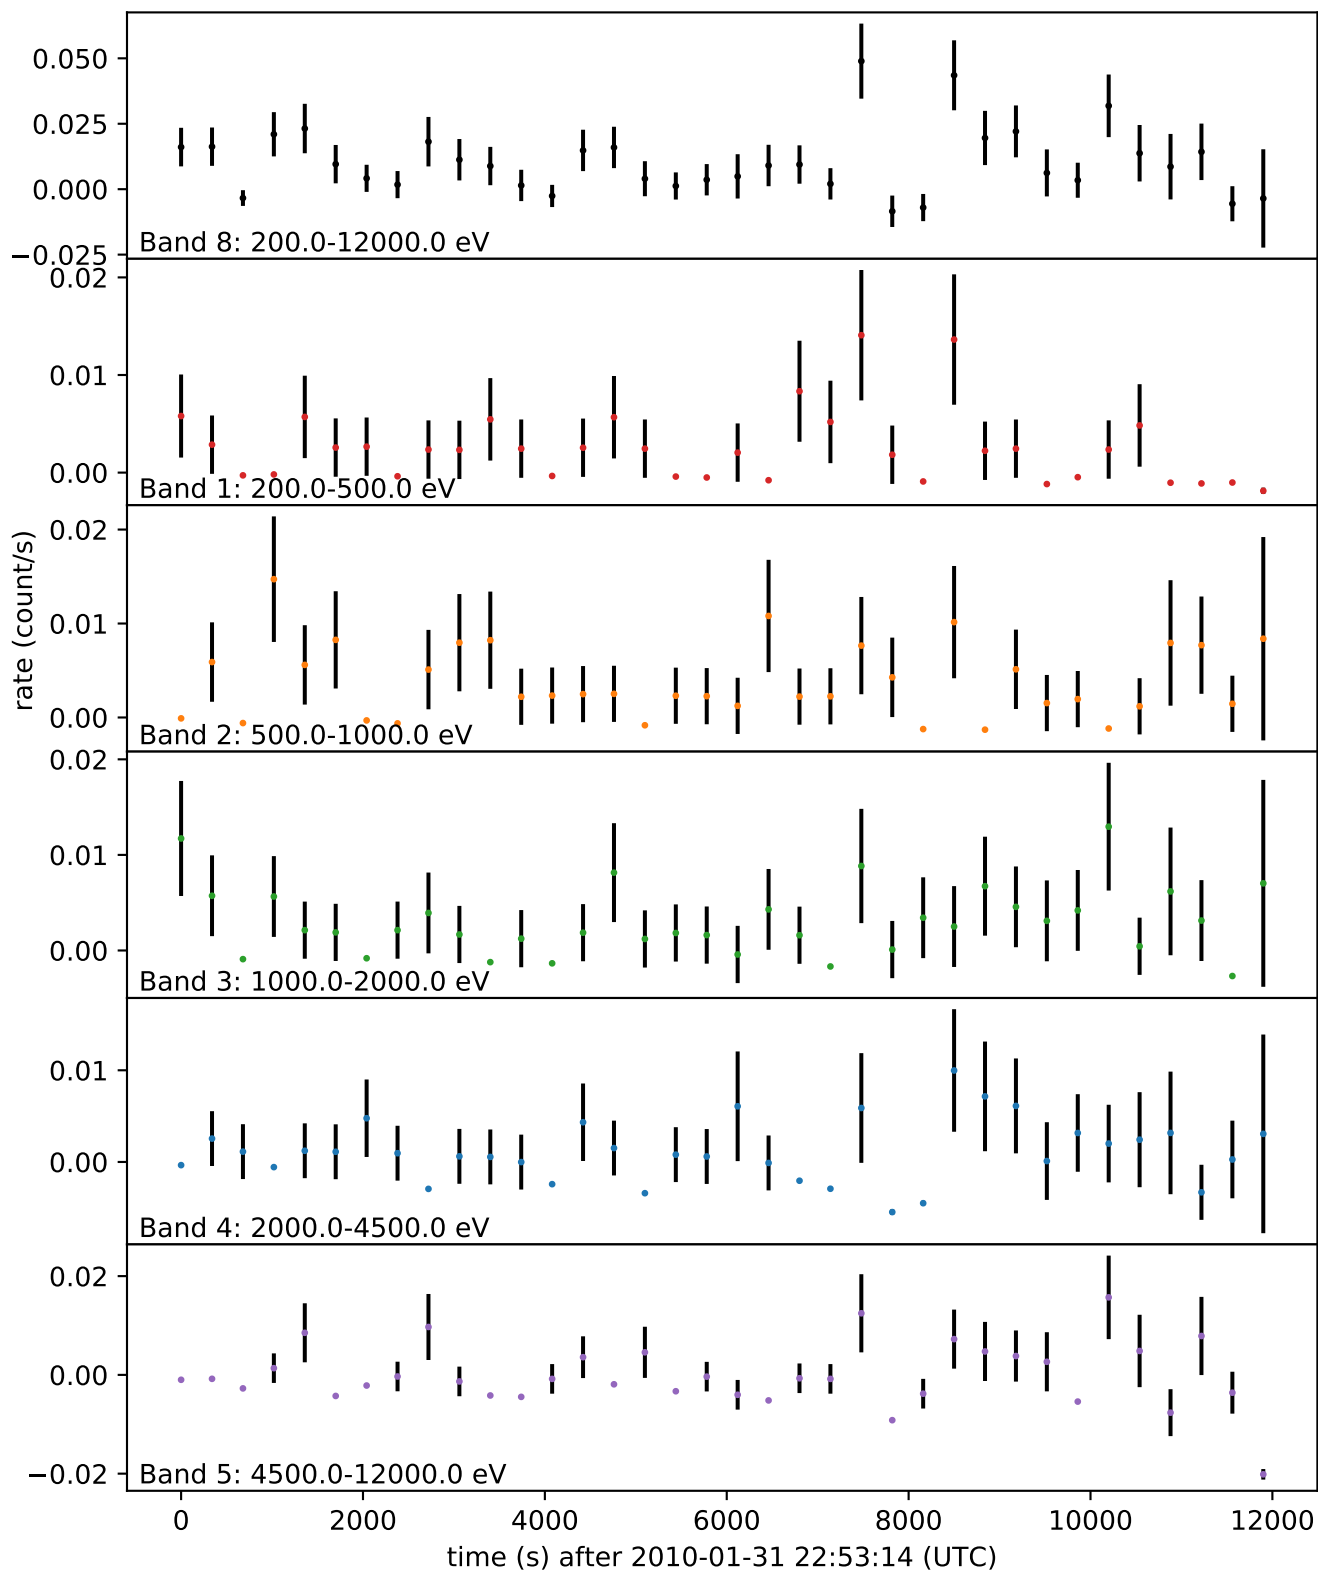 0.050
0.025
0.000
−0.025
Band 8: 200.0-12000.0 eV
0.02
0.01
0.00
Band 1: 200.0-500.0 eV
0.02
0.01
0.00
Band 2: 500.0-1000.0 eV
rate (count/s)
0.02
0.01
0.00
Band 3: 1000.0-2000.0 eV
0.01
0.00
Band 4: 2000.0-4500.0 eV
0.02
0.00
−0.02
Band 5: 4500.0-12000.0 eV
0 2000 4000 6000 8000 10000 12000
time (s) after 2010-01-31 22:53:14 (UTC)